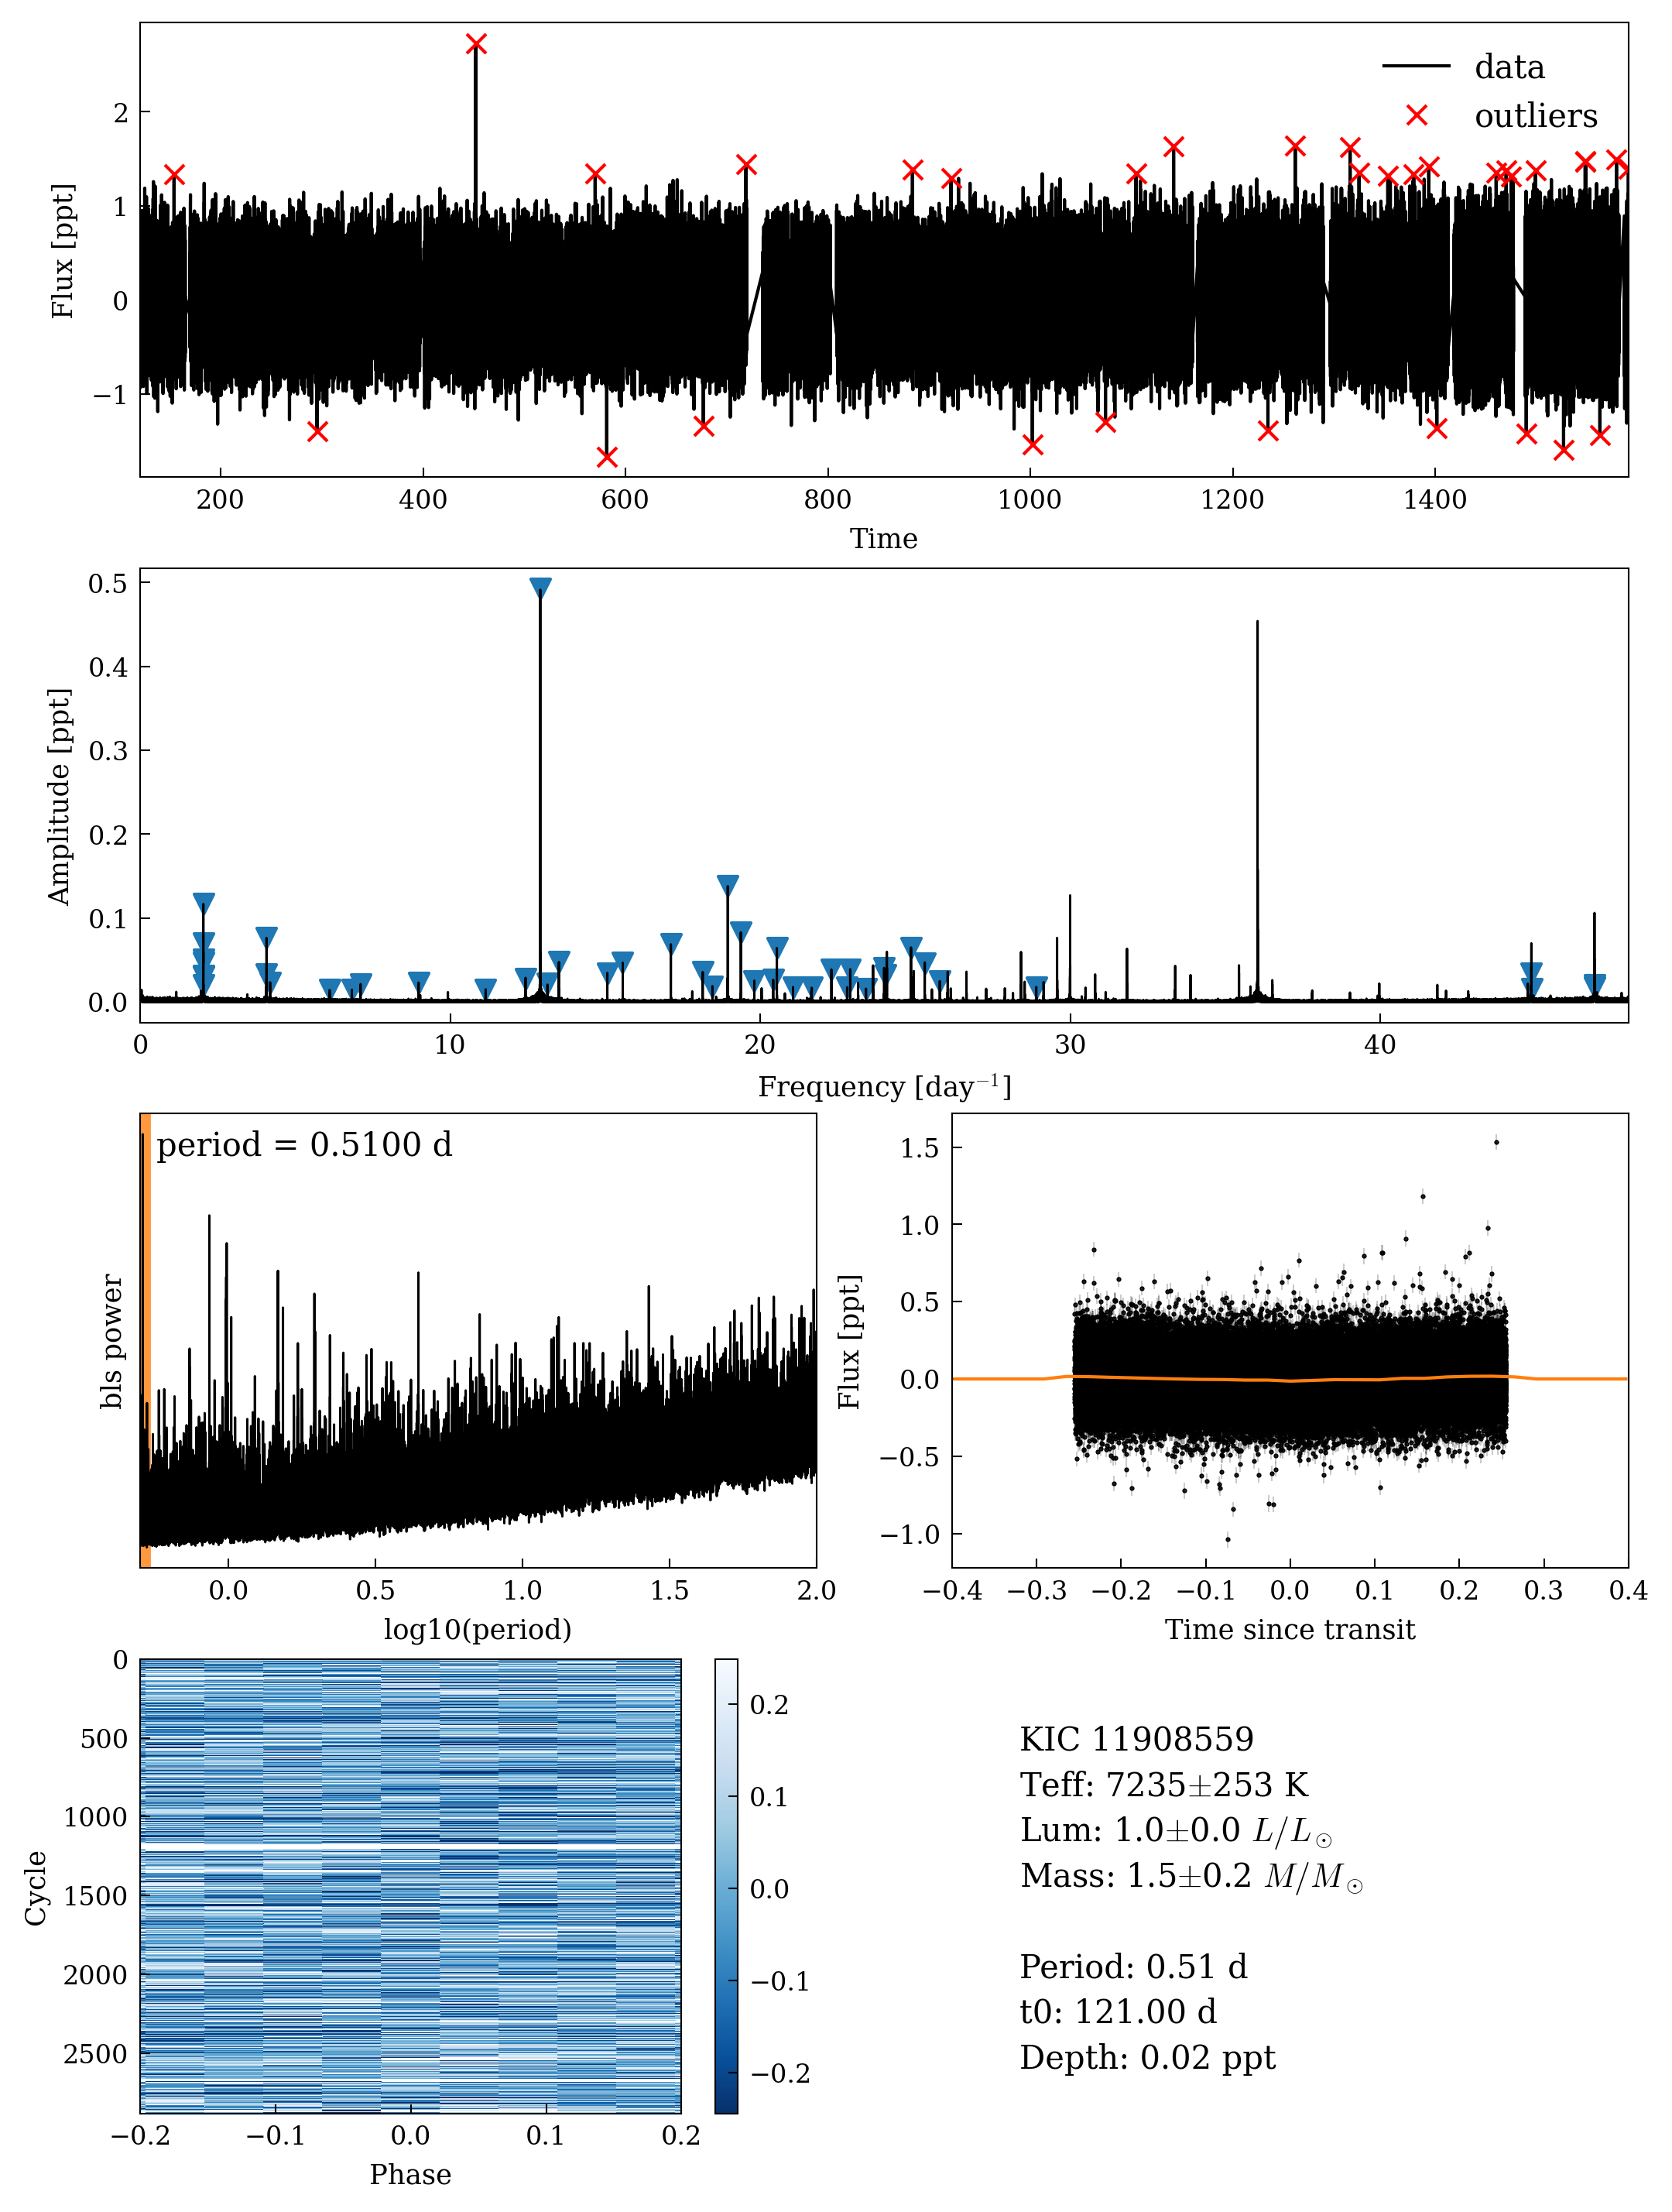 data
outliers
2
1
0
−1
Flux [ppt]
200 400 600 800 1000 1200 1400
Time
0.5
0.4
0.3
0.2
0.1
0.0
Amplitude [ppt]
0 10 20 30 40
Frequency [day⁻¹]
period = 0.5100 d
bls power
0.0 0.5 1.0 1.5 2.0
log10(period)
1.5
1.0
0.5
0.0
−0.5
−1.0
Flux [ppt]
−0.4 −0.3 −0.2 −0.1 0.0 0.1 0.2 0.3 0.4
Time since transit
0
500
1000
1500
2000
2500
Cycle
−0.2 −0.1 0.0 0.1 0.2
Phase
0.2
0.1
0.0
−0.1
−0.2
KIC 11908559
Teff: 7235±253 K
Lum: 1.0±0.0 L/L⊙
Mass: 1.5±0.2 M/M⊙
Period: 0.51 d
t0: 121.00 d
Depth: 0.02 ppt